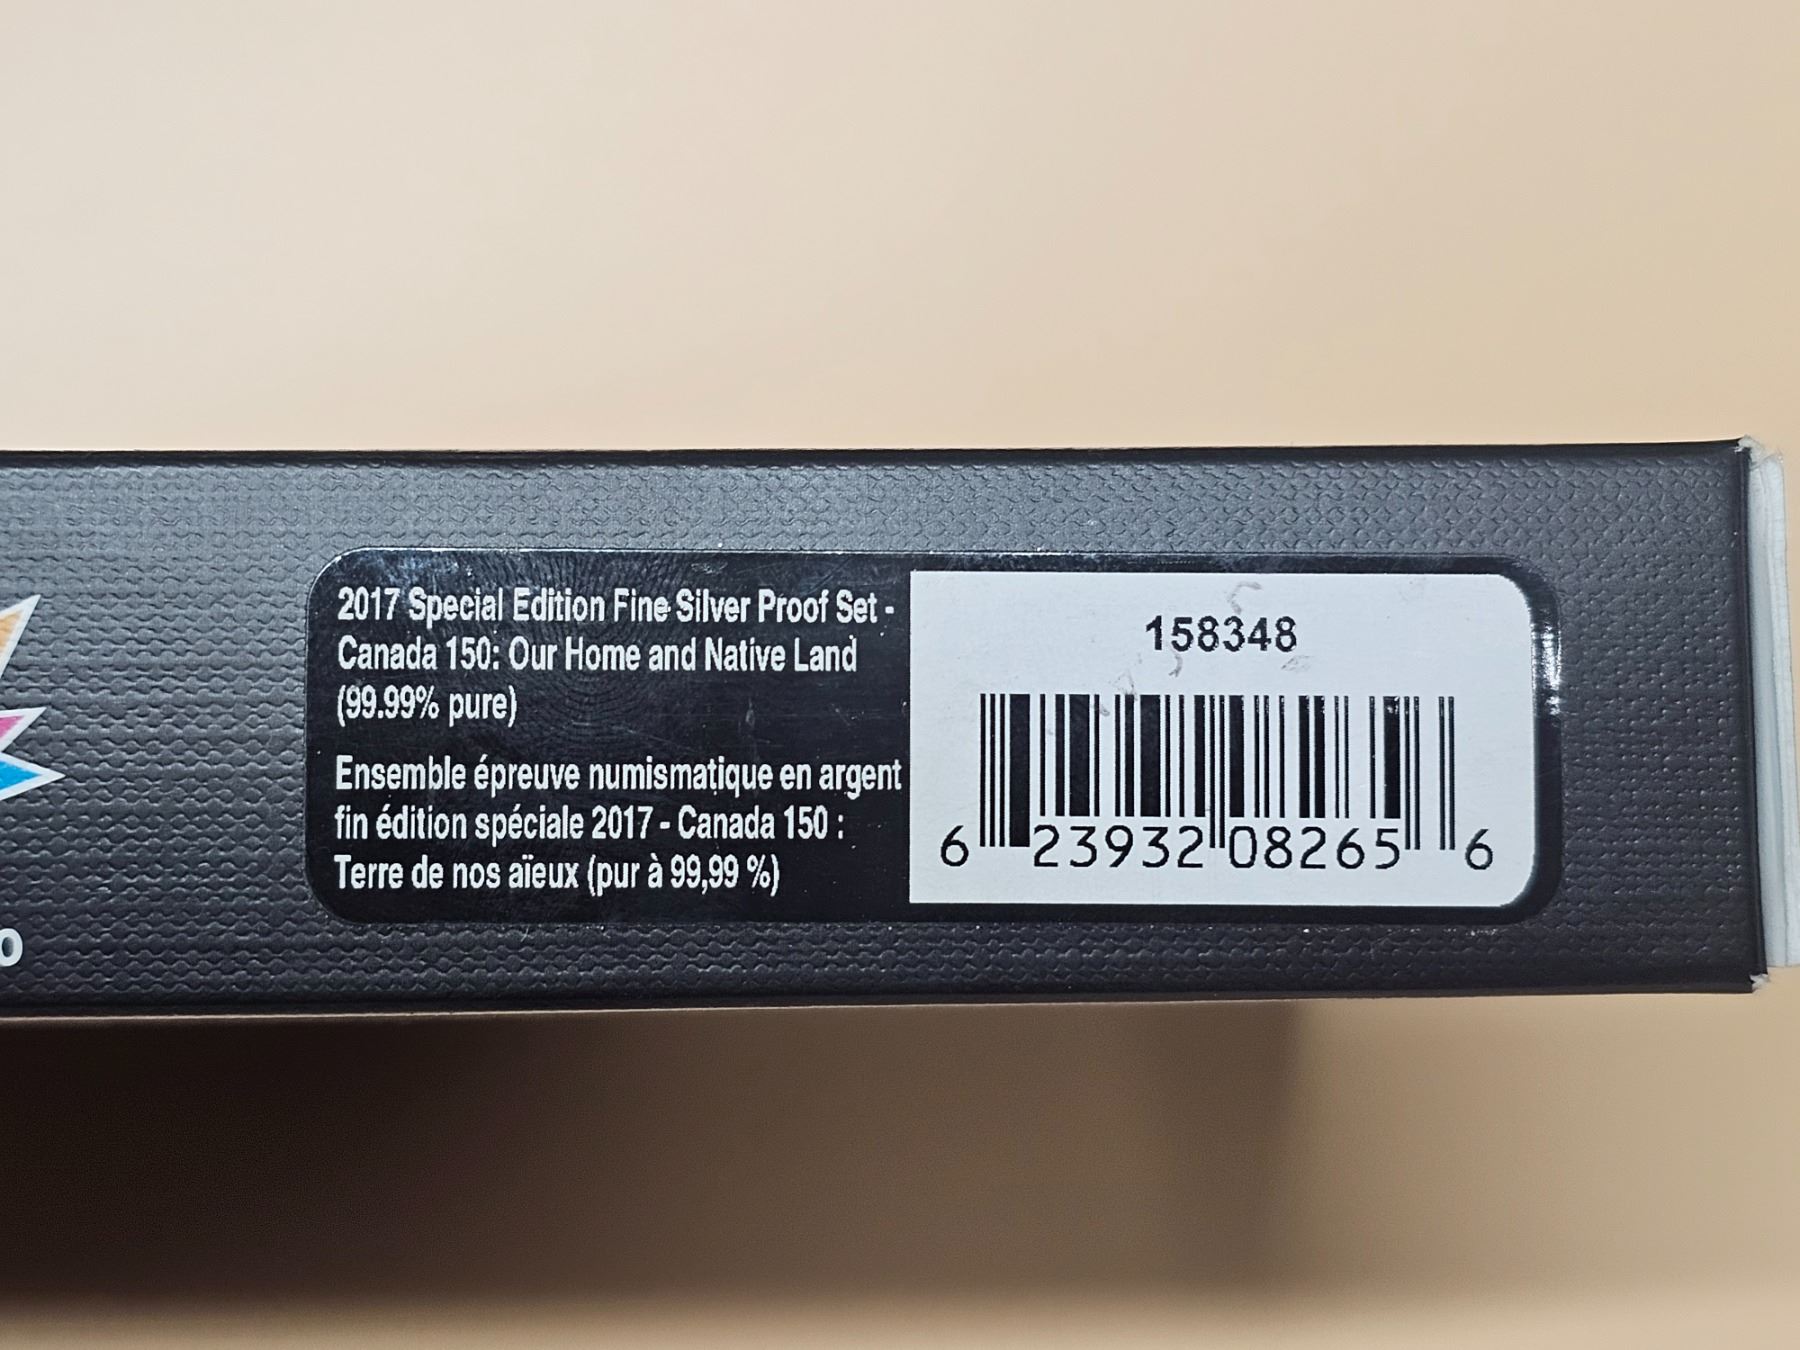 2017 Special Edition Fine Silver Proof Set -
Canada 150: Our Home and Native Land
(99.99% pure)
Ensemble épreuve numismatique en argent
fin édition spéciale 2017 - Canada 150 :
Terre de nos aïeux (pur à 99,99 %)
158348
6 23932 08265 6